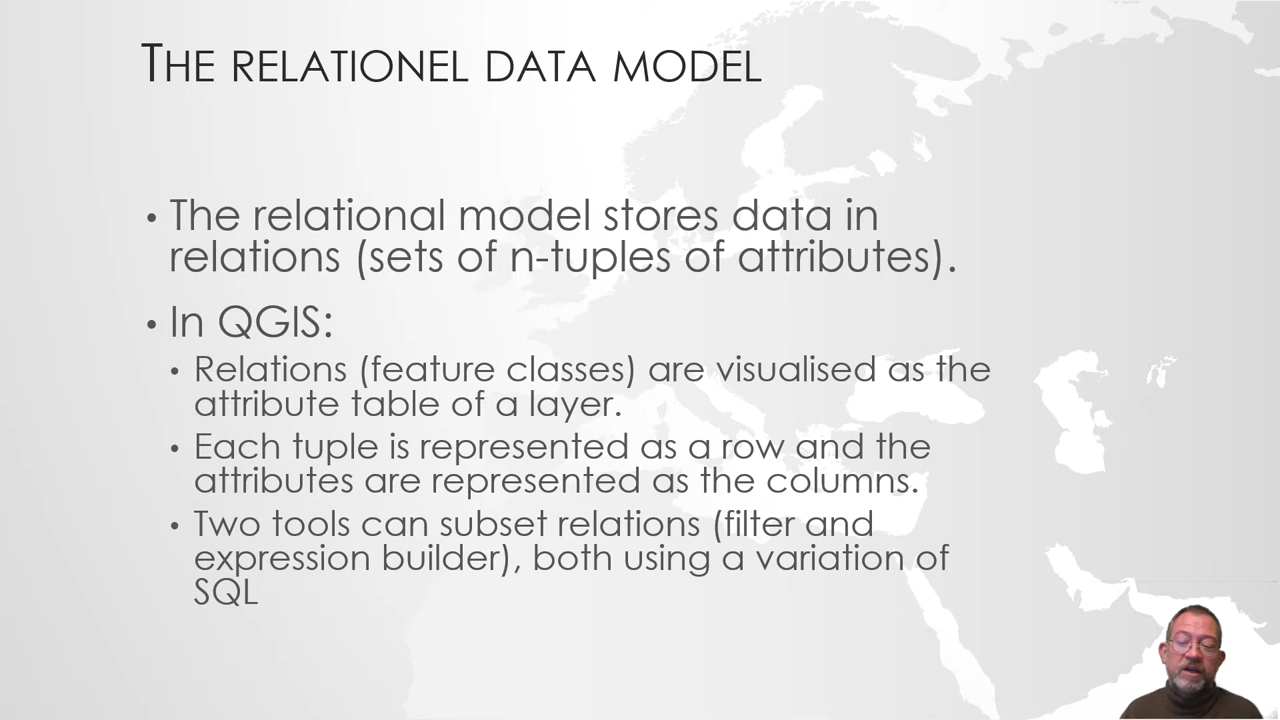 THE RELATIONEL DATA MODEL
• The relational model stores data in
relations (sets of n-tuples of attributes).
• In QGIS:
• Relations (feature classes) are visualised as the
attribute table of a layer.
• Each tuple is represented as a row and the
attributes are represented as the columns.
• Two tools can subset relations (filter and
expression builder), both using a variation of
SQL